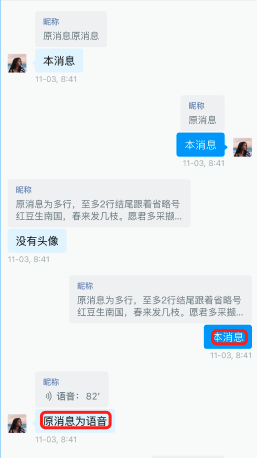 昵称
原消息原消息
本消息
11-03, 8:41
昵称
原消息
本消息
11-03, 8:41
昵称
原消息为多行，至多2行结尾跟着省略号
红豆生南国，春来发几枝。愿君多采撷...
没有头像
11-03, 8:41
昵称
原消息为多行，至多2行结尾跟着省略号
红豆生南国，春来发几枝。愿君多采撷...
本消息
11-03, 8:41
昵称
语音：82'
原消息为语音
11-03, 8:41